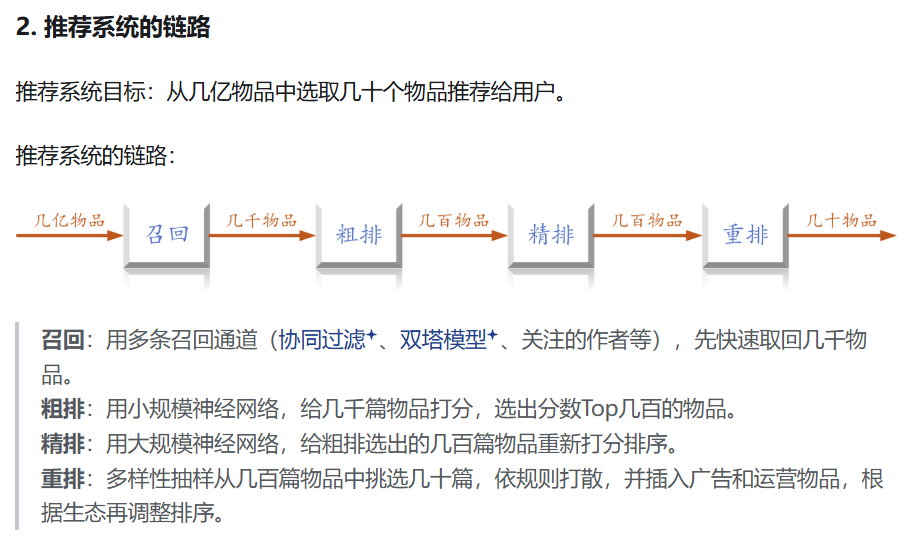 2. 推荐系统的链路
推荐系统目标：从几亿物品中选取几十个物品推荐给用户。
推荐系统的链路：
几亿物品 召回 几千物品 粗排 几百物品 精排 几百物品 重排 几十物品
召回：用多条召回通道（协同过滤、双塔模型、关注的作者等），先快速取回几千物
品。
粗排：用小规模神经网络，给几千篇物品打分，选出分数Top几百的物品。
精排：用大规模神经网络，给粗排选出的几百篇物品重新打分排序。
重排：多样性抽样从几百篇物品中挑选几十篇，依规则打散，并插入广告和运营物品，根
据生态再调整排序。